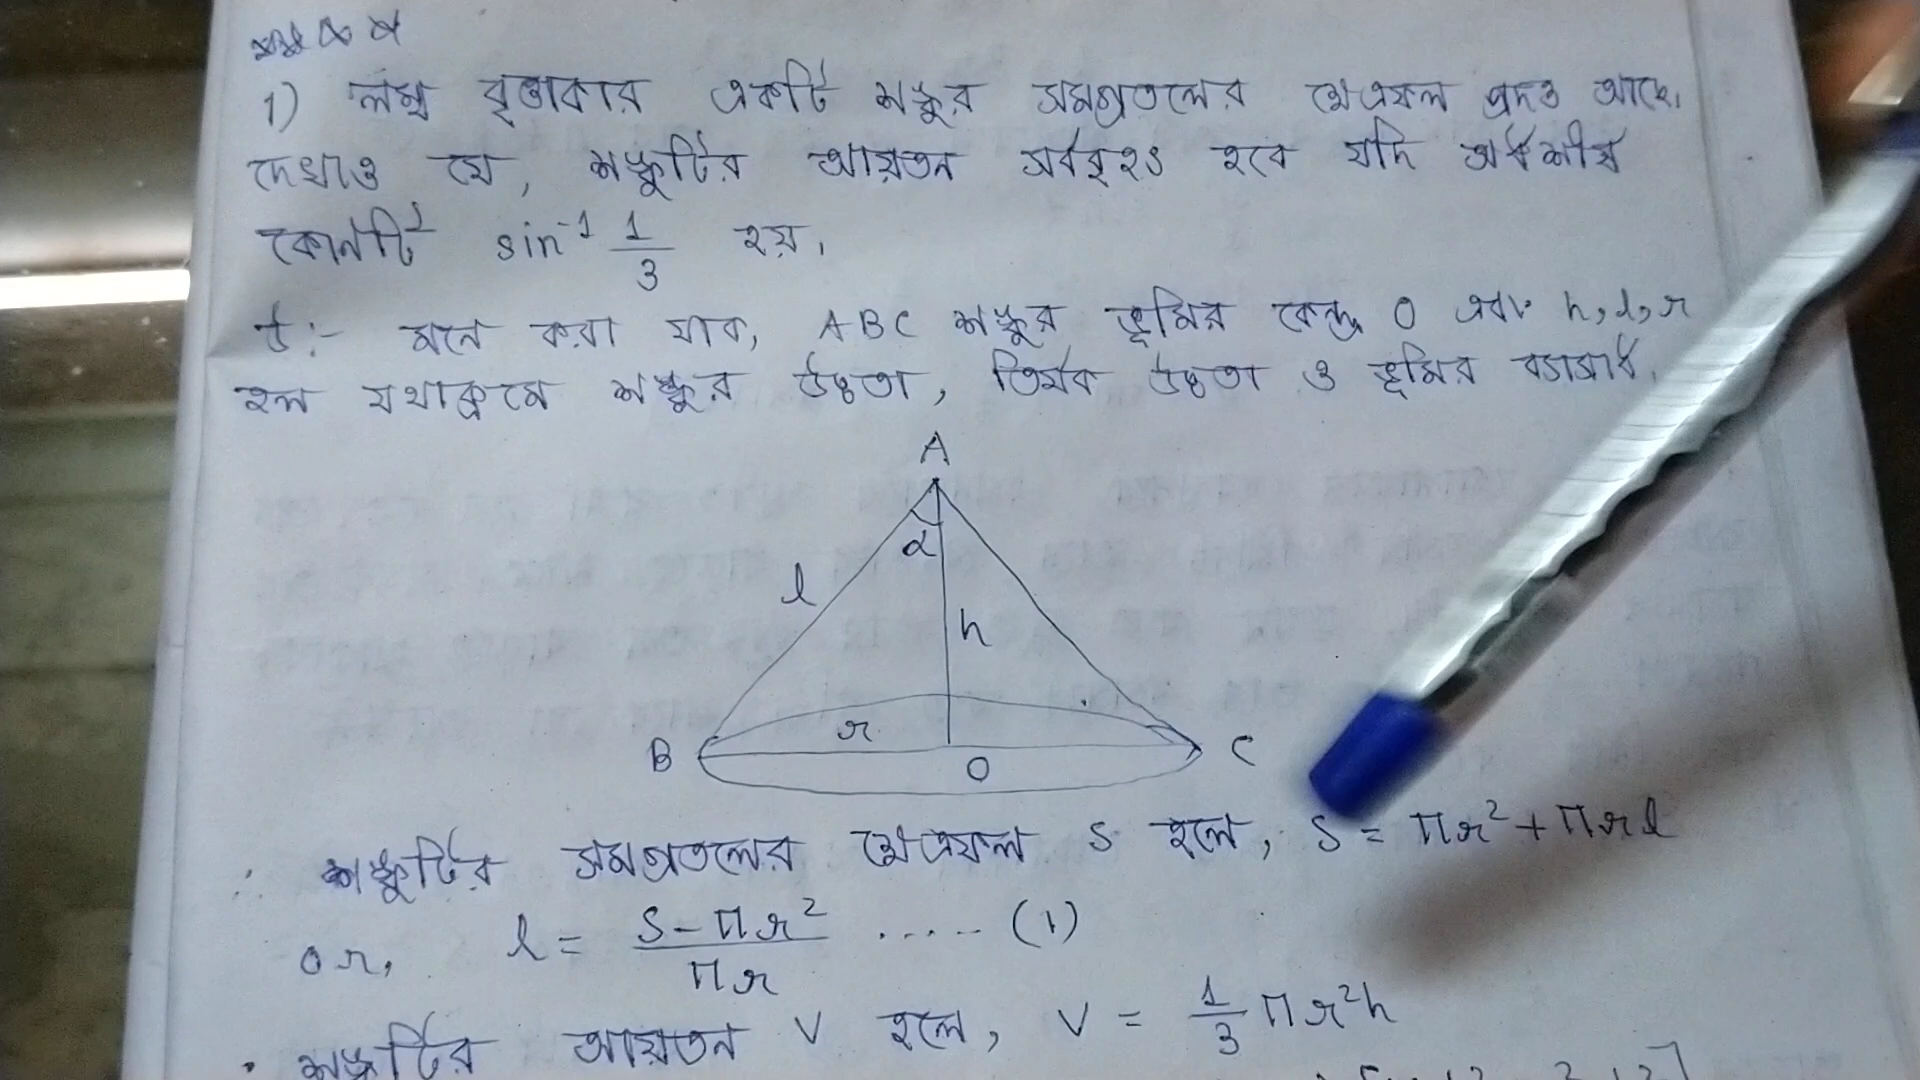 1) লম্ব বৃত্তাকার একটি শঙ্কুর সমগ্রতলের ক্ষেত্রফল প্রদত্ত আছে।
দেখাও যে, শঙ্কুটির আয়তন সর্ববৃহৎ হবে যদি অর্ধশীর্ষ
কোনটি sin⁻¹ 1/3 হয়।
উঃ- মনে করা যাক, ABC শঙ্কুর ভূমির কেন্দ্র O এবং h, l, r
হল যথাক্রমে শঙ্কুর উচ্চতা, তির্যক উচ্চতা ও ভূমির ব্যাসার্ধ।
A
α
l
h
r
B
O
C
∴ শঙ্কুটির সমগ্রতলের ক্ষেত্রফল S হলে, S = πr² + πrl
or, l = (S - πr²)/(πr) ..... (1)
শঙ্কুটির আয়তন V হলে, V = 1/3 πr²h